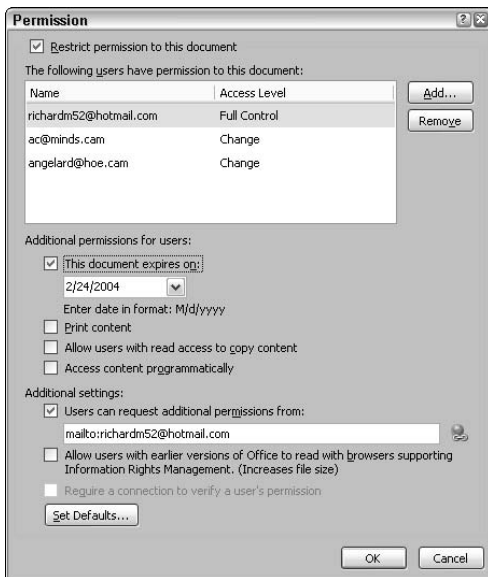 Permission
Restrict permission to this document
The following users have permission to this document:
Name Access Level
richardm52@hotmail.com Full Control
ac@minds.cam Change
angelard@hoe.cam Change
Add...
Remove
Additional permissions for users:
This document expires on:
2/24/2004
Enter date in format: M/d/yyyy
Print content
Allow users with read access to copy content
Access content programmatically
Additional settings:
Users can request additional permissions from:
mailto:richardm52@hotmail.com
Allow users with earlier versions of Office to read with browsers supporting
Information Rights Management. (Increases file size)
Require a connection to verify a user's permission
Set Defaults...
OK Cancel